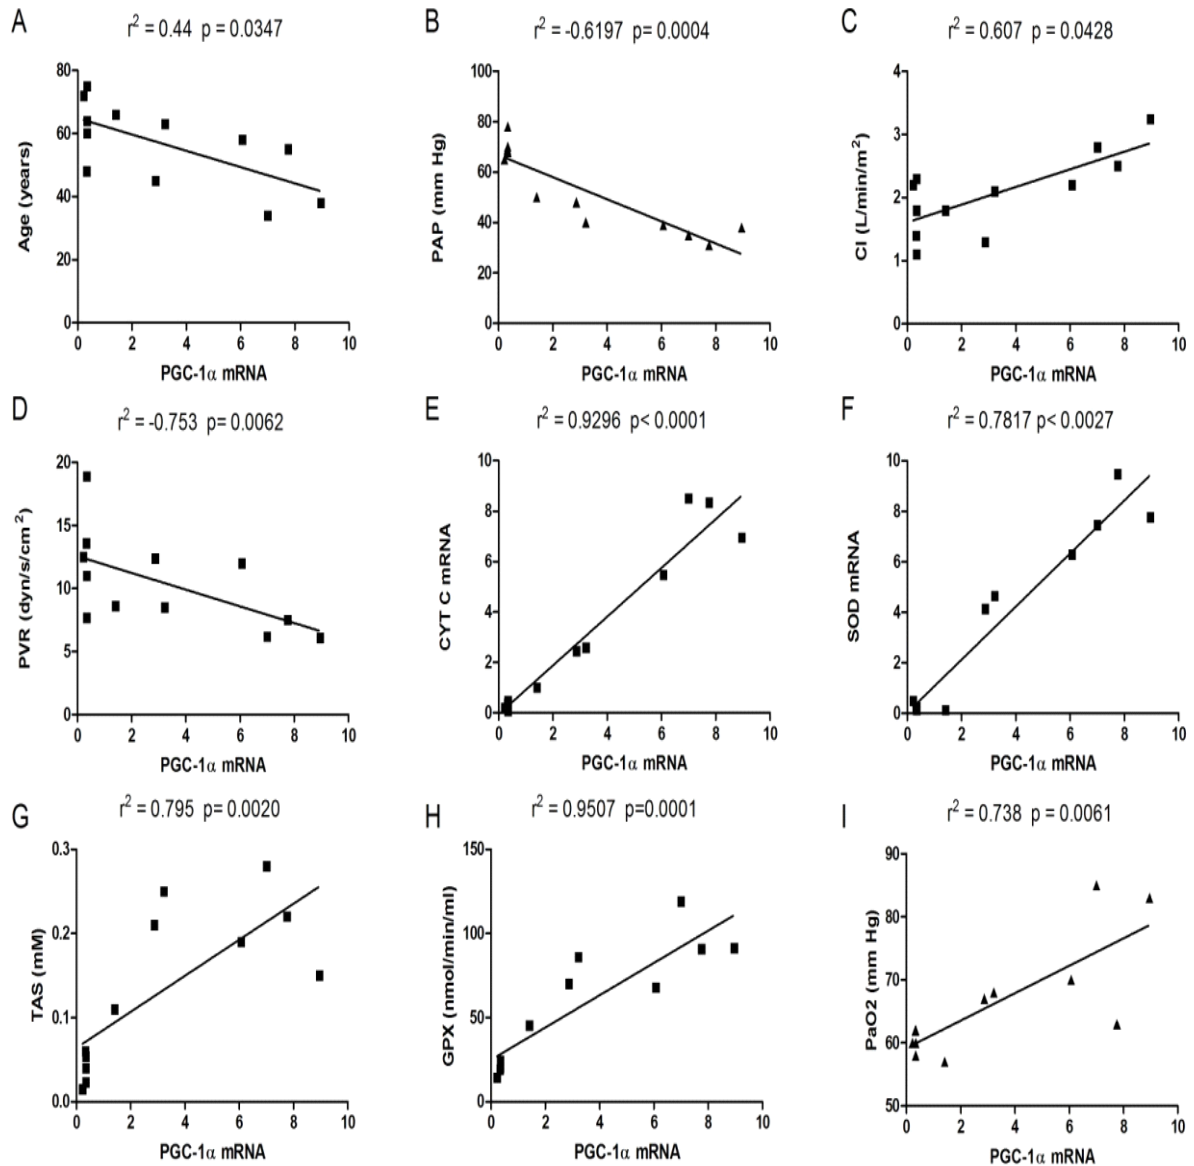 A
r² = 0.44 p = 0.0347
Age (years)
80
60
40
20
0
0 2 4 6 8 10
PGC-1α mRNA
B
r² = -0.6197 p= 0.0004
PAP (mm Hg)
100
80
60
40
20
0
0 2 4 6 8 10
PGC-1α mRNA
C
r² = 0.607 p = 0.0428
CI (L/min/m²)
4
3
2
1
0
0 2 4 6 8 10
PGC-1α mRNA
D
r² = -0.753 p= 0.0062
PVR (dyn/s/cm²)
20
15
10
5
0
0 2 4 6 8 10
PGC-1α mRNA
E
r² = 0.9296 p< 0.0001
CYT C mRNA
10
8
6
4
2
0
0 2 4 6 8 10
PGC-1α mRNA
F
r² = 0.7817 p< 0.0027
SOD mRNA
10
8
6
4
2
0
0 2 4 6 8 10
PGC-1α mRNA
G
r² = 0.795 p= 0.0020
TAS (mM)
0.3
0.2
0.1
0.0
0 2 4 6 8 10
PGC-1α mRNA
H
r² = 0.9507 p=0.0001
GPX (nmol/min/ml)
150
100
50
0
0 2 4 6 8 10
PGC-1α mRNA
I
r² = 0.738 p = 0.0061
PaO2 (mm Hg)
90
80
70
60
50
0 2 4 6 8 10
PGC-1α mRNA